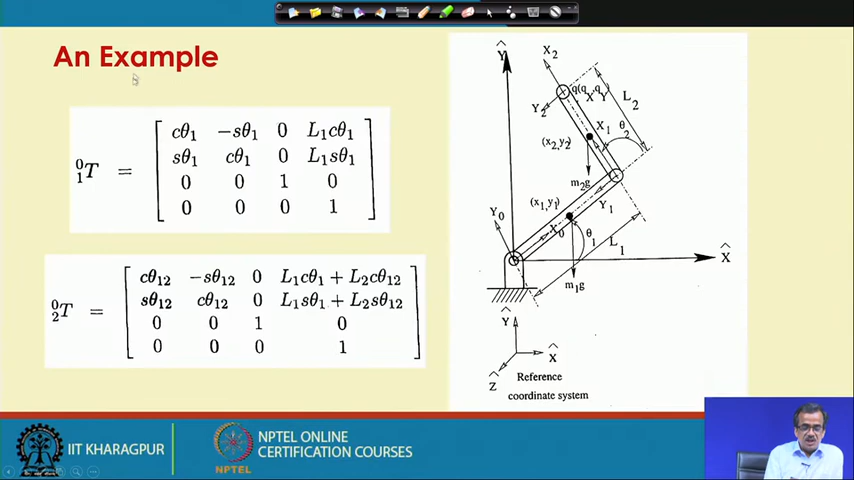 An Example
⁰₁T = [ cθ₁ −sθ₁ 0 L₁cθ₁
sθ₁ cθ₁ 0 L₁sθ₁
0 0 1 0
0 0 0 1 ]
⁰₂T = [ cθ₁₂ −sθ₁₂ 0 L₁cθ₁ + L₂cθ₁₂
sθ₁₂ cθ₁₂ 0 L₁sθ₁ + L₂sθ₁₂
0 0 1 0
0 0 0 1 ]
Ŷ
X₂
q(qX, qY)
Y₂
L₂
X₁
θ₂
(x₂,y₂)
m₂g
(x₁,y₁)
Y₁
Y₀
X₀
θ₁
L₁
X̂
m₁g
Ŷ
X̂
Ẑ
Reference
coordinate system
IIT KHARAGPUR
NPTEL
NPTEL ONLINE
CERTIFICATION COURSES